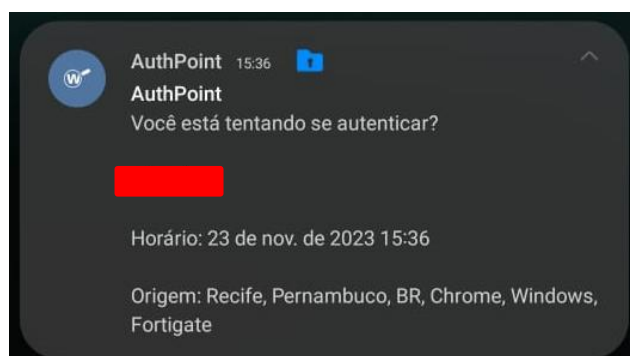 AuthPoint 15:36
AuthPoint
Você está tentando se autenticar?
Horário: 23 de nov. de 2023 15:36
Origem: Recife, Pernambuco, BR, Chrome, Windows,
Fortigate